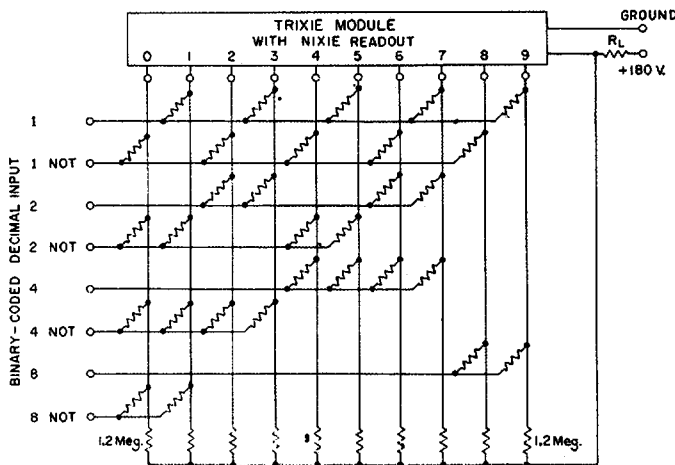 TRIXIE MODULE
WITH NIXIE READOUT
0 1 2 3 4 5 6 7 8 9
GROUND
RL
+180 V.
BINARY-CODED DECIMAL INPUT
1
1 NOT
2
2 NOT
4
4 NOT
6
8 NOT
1.2 Meg.
1.2 Meg.